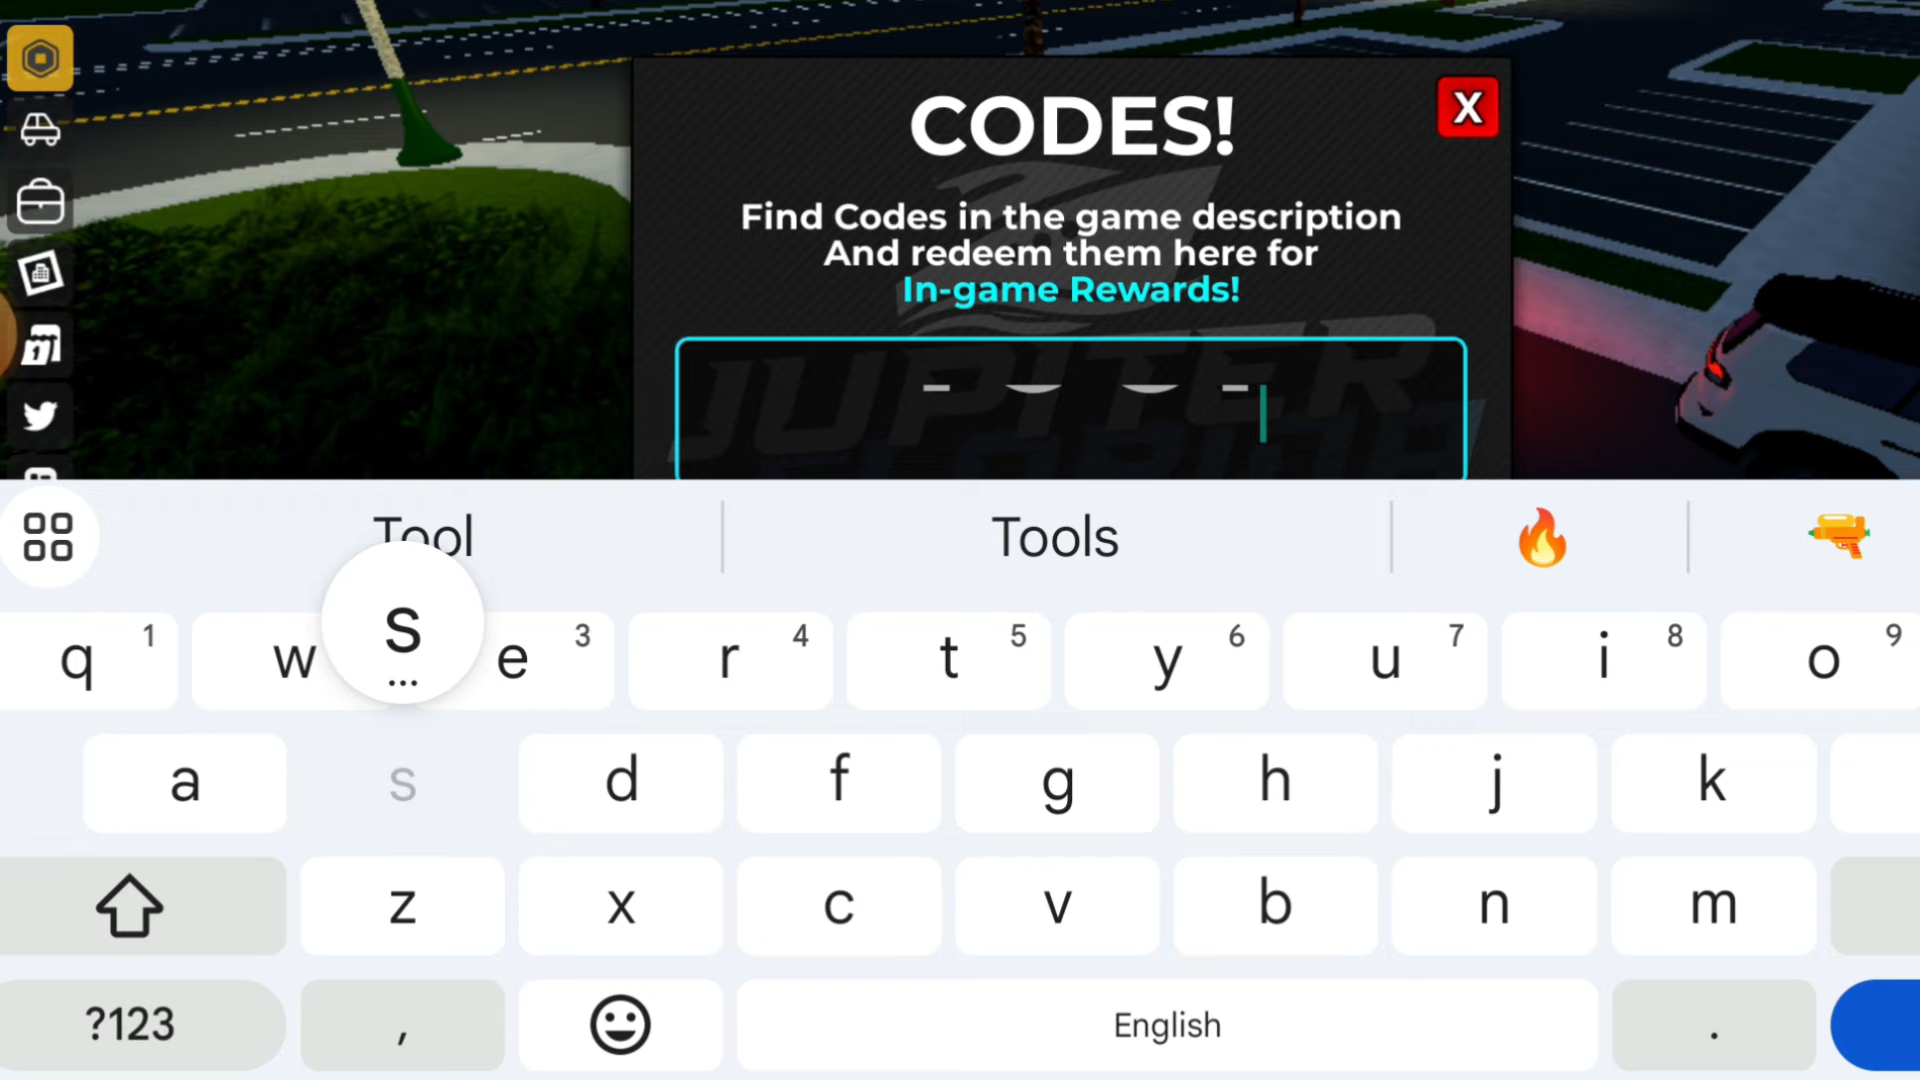 CODES!
X
Find Codes in the game description
And redeem them here for
In-game Rewards!
JUPITER
Tool
Tools
q 1 w s ... e 3 r 4 t 5 y 6 u 7 i 8 o 9
a s d f g h j k
z x c v b n m
?123 , English .